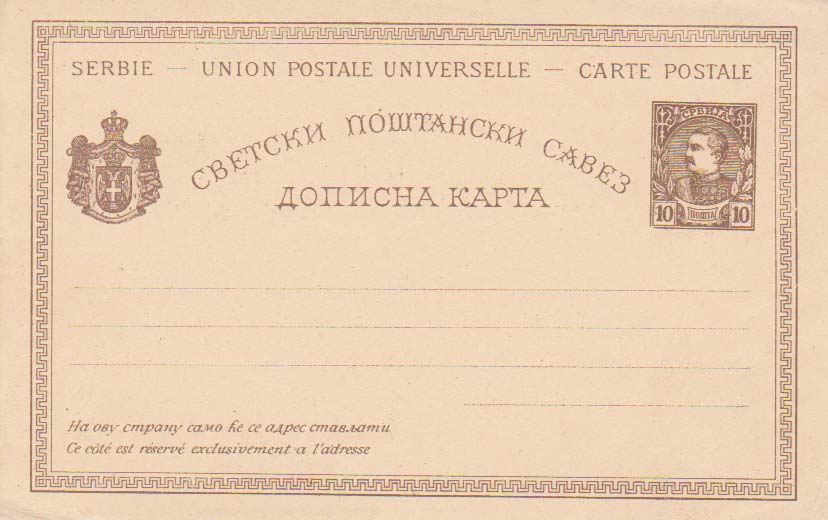 SERBIE — UNION POSTALE UNIVERSELLE — CARTE POSTALE
СВЕТСКИ ПОШТАНСКИ САВЕЗ
ДОПИСНА КАРТА
СРБИЈА
10 ПОШТА 10
На ову страну само ће се адрес стављати
Ce côté est réservé exclusivement a l'adresse